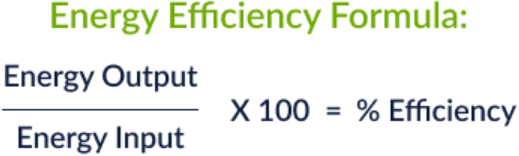 Energy Efficiency Formula:
Energy Output
X 100 = % Efficiency
Energy Input